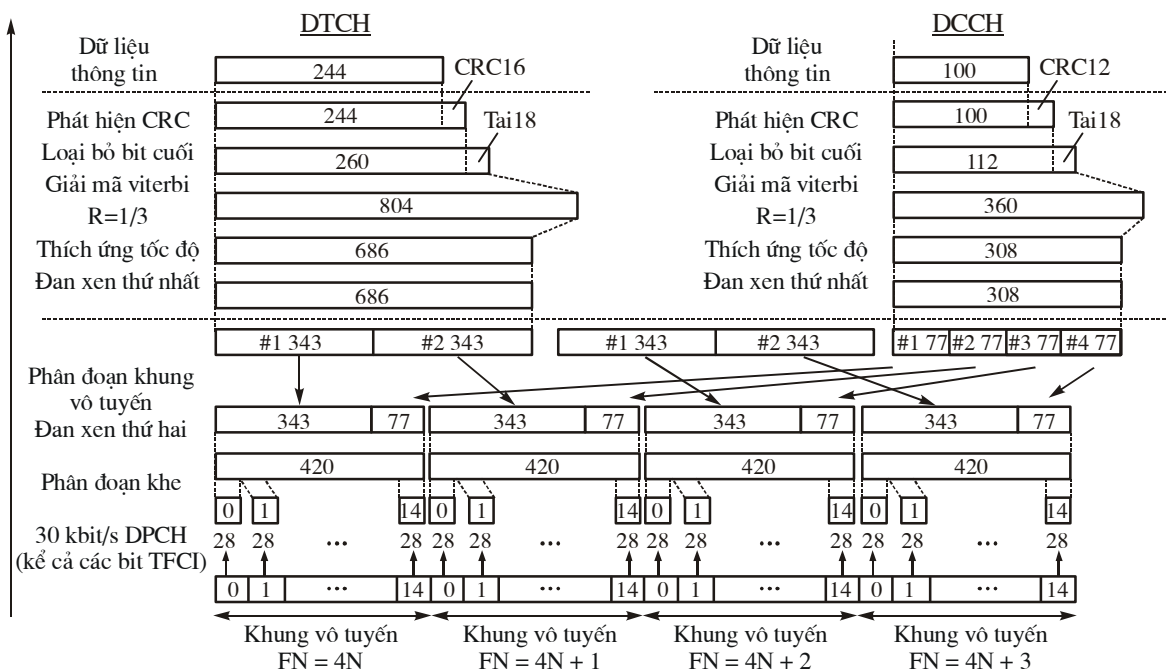 DTCH
DCCH
Dữ liệu
thông tin
244
CRC16
Dữ liệu
thông tin
100
CRC12
Phát hiện CRC
244
Tai18
Phát hiện CRC
100
Tai18
Loại bỏ bit cuối
260
Loại bỏ bit cuối
112
Giải mã viterbi
R=1/3
804
Giải mã viterbi
R=1/3
360
Thích ứng tốc độ
686
Thích ứng tốc độ
308
Đan xen thứ nhất
686
Đan xen thứ nhất
308
#1 343 #2 343 #1 343 #2 343 #1 77 #2 77 #3 77 #4 77
Phân đoạn khung
vô tuyến
Đan xen thứ hai
343 77 343 77 343 77 343 77
420 420 420 420
Phân đoạn khe
0 1 14 0 1 14 0 1 14 0 1 14
30 kbit/s DPCH
(kể cả các bit TFCI)
28 28 ... 28 28 28 ... 28 28 28 ... 28 28 28 ... 28
0 1 ... 14 0 1 ... 14 0 1 ... 14 0 1 ... 14
Khung vô tuyến
FN = 4N
Khung vô tuyến
FN = 4N + 1
Khung vô tuyến
FN = 4N + 2
Khung vô tuyến
FN = 4N + 3